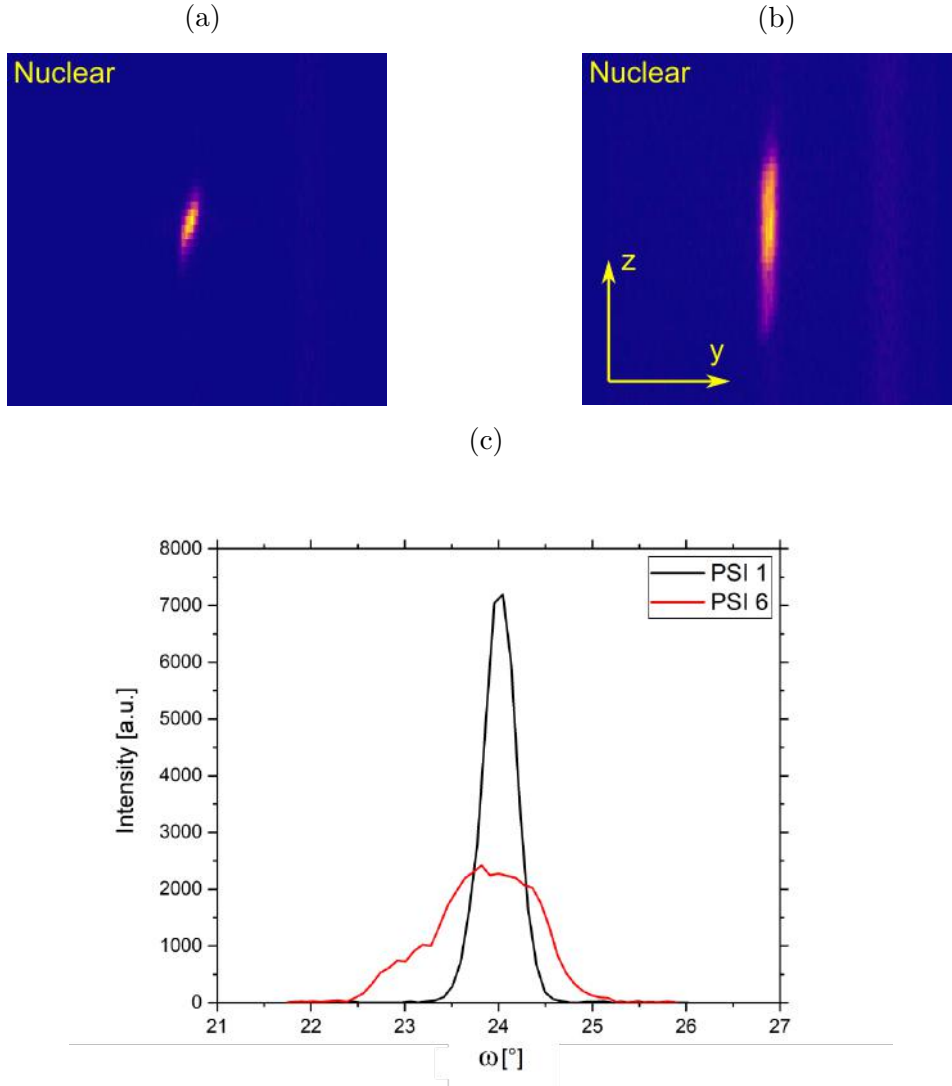 (a) (b)
Nuclear Nuclear
z
y
(c)
8000
7000
6000
5000
4000
3000
2000
1000
0
Intensity [a.u.]
PSI 1
PSI 6
21 22 23 24 25 26 27
ω[°]